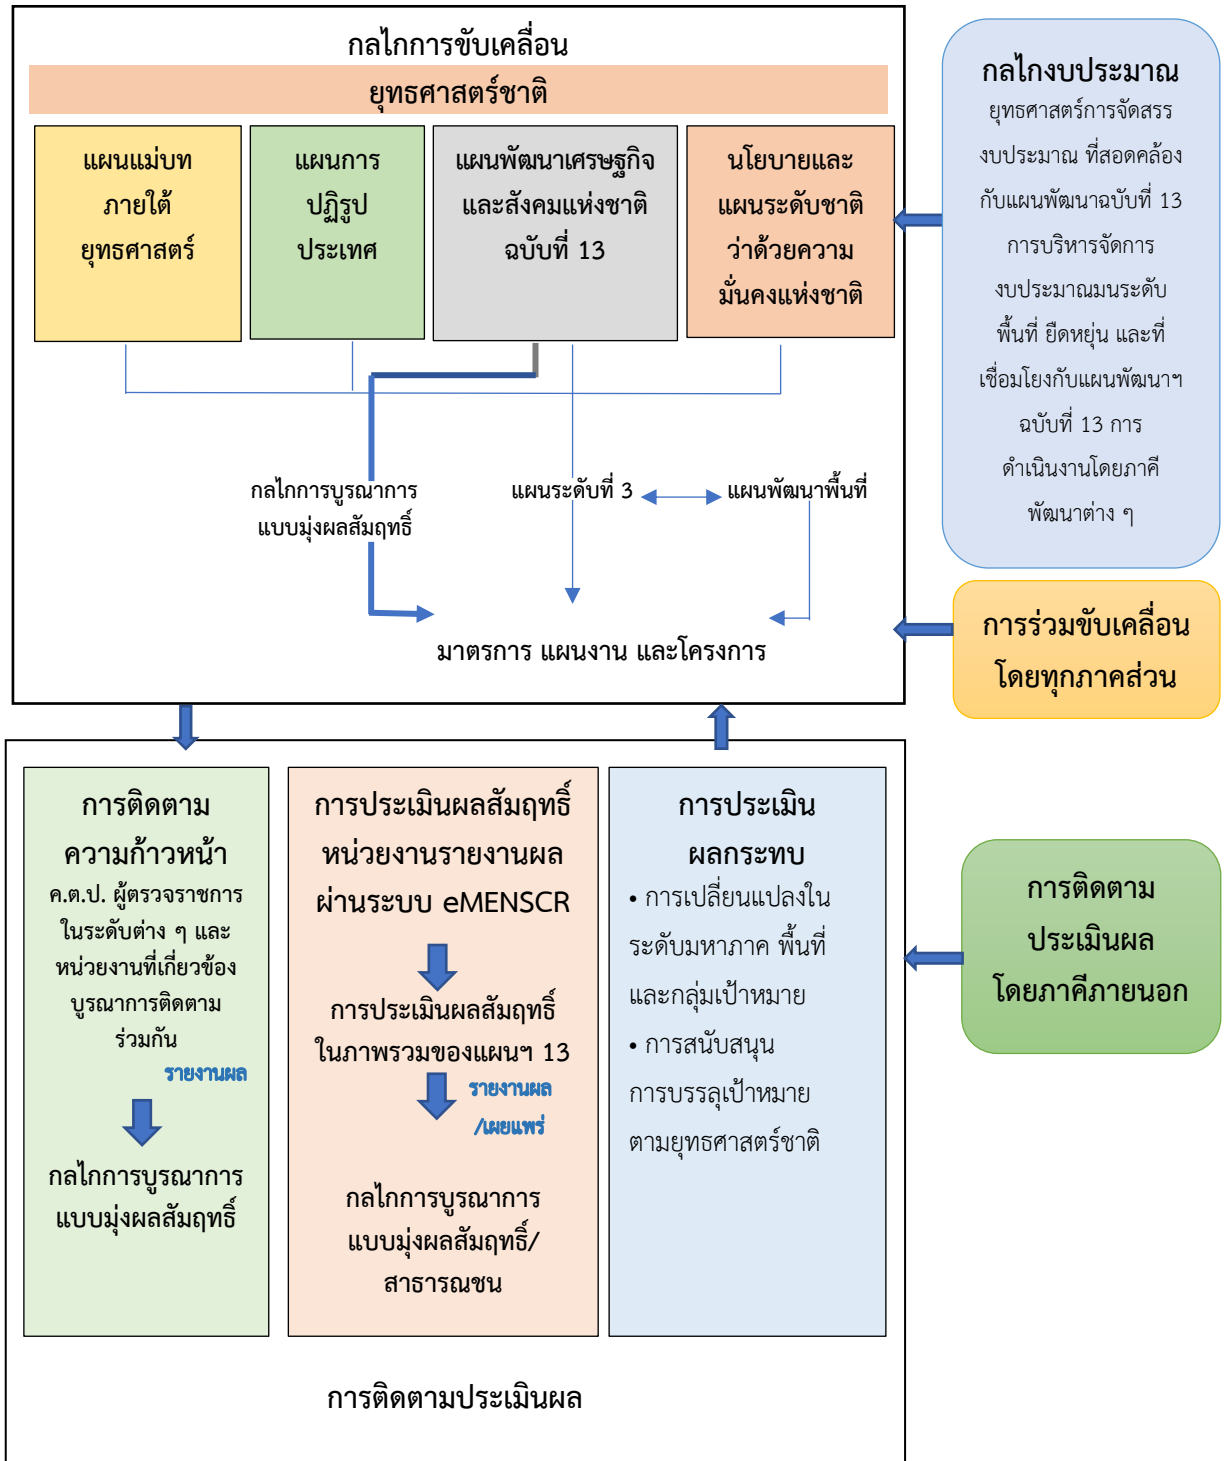 กลไกการขับเคลื่อน
ยุทธศาสตร์ชาติ
แผนแม่บท
ภายใต้
ยุทธศาสตร์
แผนการ
ปฏิรูป
ประเทศ
แผนพัฒนาเศรษฐกิจ
และสังคมแห่งชาติ
ฉบับที่ 13
นโยบายและ
แผนระดับชาติ
ว่าด้วยความ
มั่นคงแห่งชาติ
กลไกการบูรณาการ
แบบมุ่งผลสัมฤทธิ์
แผนระดับที่ 3
แผนพัฒนาพื้นที่
มาตรการ แผนงาน และโครงการ
กลไกงบประมาณ
ยุทธศาสตร์การจัดสรร
งบประมาณ ที่สอดคล้อง
กับแผนพัฒนาฉบับที่ 13
การบริหารจัดการ
งบประมาณมนระดับ
พื้นที่ ยืดหยุ่น และที่
เชื่อมโยงกับแผนพัฒนาฯ
ฉบับที่ 13 การ
ดำเนินงานโดยภาคี
พัฒนาต่าง ๆ
การร่วมขับเคลื่อน
โดยทุกภาคส่วน
การติดตาม
ความก้าวหน้า
ค.ต.ป. ผู้ตรวจราชการ
ในระดับต่าง ๆ และ
หน่วยงานที่เกี่ยวข้อง
บูรณาการติดตาม
ร่วมกัน
รายงานผล
กลไกการบูรณาการ
แบบมุ่งผลสัมฤทธิ์
การประเมินผลสัมฤทธิ์
หน่วยงานรายงานผล
ผ่านระบบ eMENSCR
การประเมินผลสัมฤทธิ์
ในภาพรวมของแผนฯ 13
รายงานผล
/เผยแพร่
กลไกการบูรณาการ
แบบมุ่งผลสัมฤทธิ์/
สาธารณชน
การประเมิน
ผลกระทบ
• การเปลี่ยนแปลงใน
ระดับมหาภาค พื้นที่
และกลุ่มเป้าหมาย
• การสนับสนุน
การบรรลุเป้าหมาย
ตามยุทธศาสตร์ชาติ
การติดตาม
ประเมินผล
โดยภาคีภายนอก
การติดตามประเมินผล